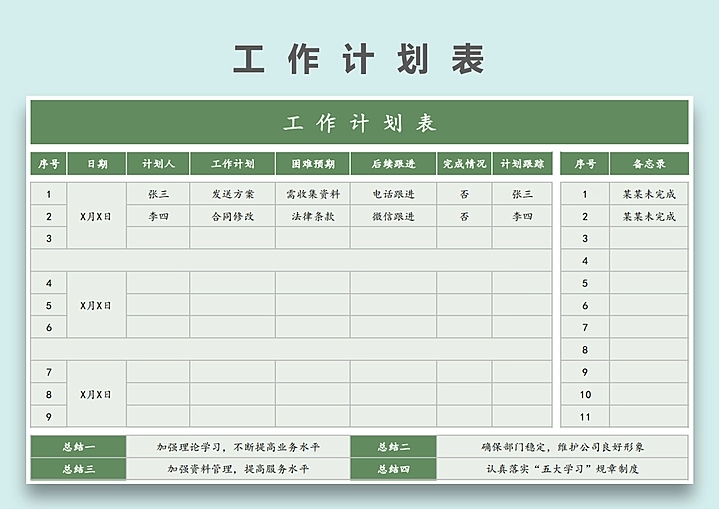 工作计划表
工作计划表
序号 日期 计划人 工作计划 困难预期 后续跟进 完成情况 计划跟踪 序号 备忘录
1 张三 发送方案 需收集资料 电话跟进 否 张三 1 某某未完成
2 X月X日 李四 合同修改 法律条款 微信跟进 否 李四 2 某某未完成
3 3
4
4 5
5 X月X日 6
6 7
8
7 9
8 X月X日 10
9 11
总结一 加强理论学习，不断提高业务水平 总结二 确保部门稳定，维护公司良好形象
总结三 加强资料管理，提高服务水平 总结四 认真落实“五大学习”规章制度